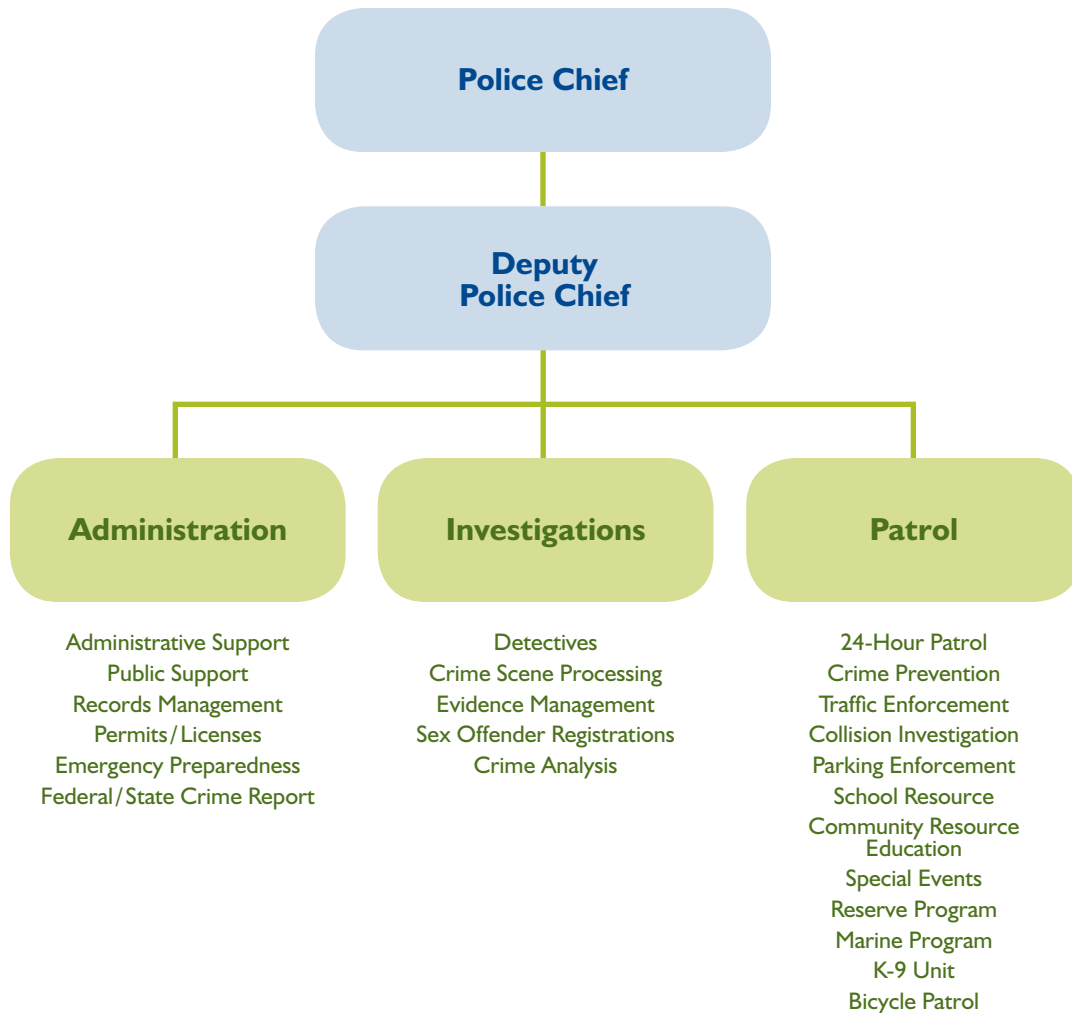 Police Chief
Deputy
Police Chief
Administration
Administrative Support
Public Support
Records Management
Permits/Licenses
Emergency Preparedness
Federal/State Crime Report
Investigations
Detectives
Crime Scene Processing
Evidence Management
Sex Offender Registrations
Crime Analysis
Patrol
24-Hour Patrol
Crime Prevention
Traffic Enforcement
Collision Investigation
Parking Enforcement
School Resource
Community Resource
Education
Special Events
Reserve Program
Marine Program
K-9 Unit
Bicycle Patrol